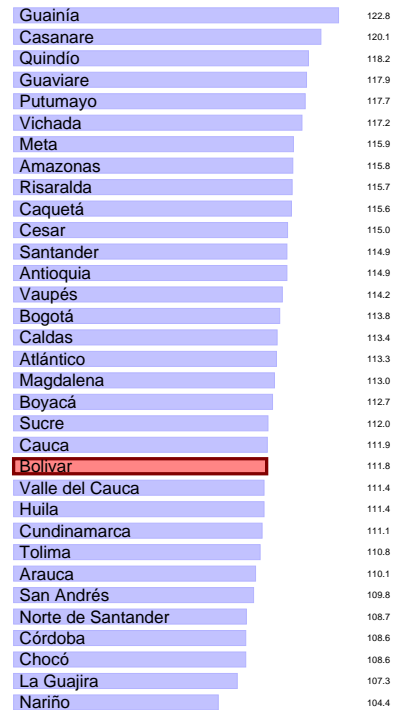 Guainía 122.8
Casanare 120.1
Quindío 118.2
Guaviare 117.9
Putumayo 117.7
Vichada 117.2
Meta 115.9
Amazonas 115.8
Risaralda 115.7
Caquetá 115.6
Cesar 115.0
Santander 114.9
Antioquia 114.9
Vaupés 114.2
Bogotá 113.8
Caldas 113.4
Atlántico 113.3
Magdalena 113.0
Boyacá 112.7
Sucre 112.0
Cauca 111.9
Bolivar 111.8
Valle del Cauca 111.4
Huila 111.4
Cundinamarca 111.1
Tolima 110.8
Arauca 110.1
San Andrés 109.8
Norte de Santander 108.7
Córdoba 108.6
Chocó 108.6
La Guajira 107.3
Nariño 104.4